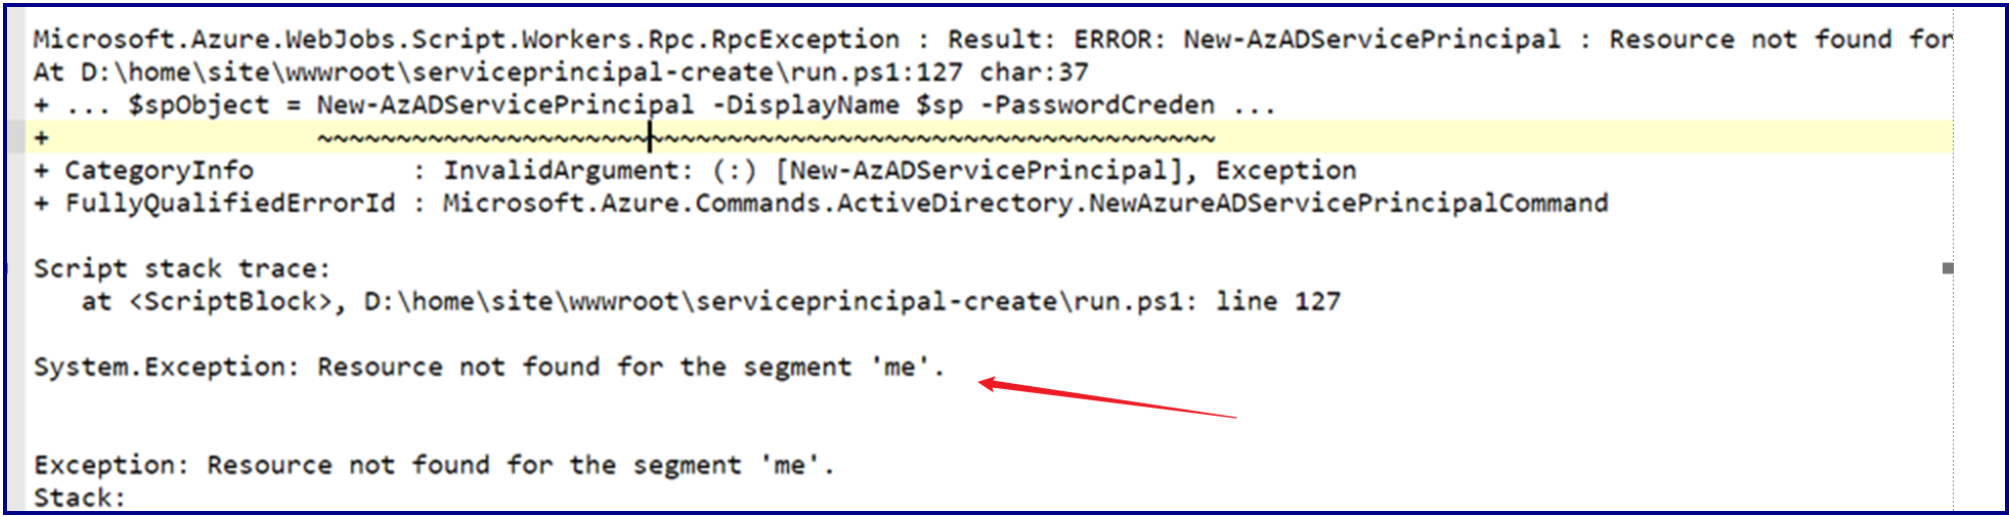 Microsoft.Azure.WebJobs.Script.Workers.Rpc.RpcException : Result: ERROR: New-AzADServicePrincipal : Resource not found for
At D:\home\site\wwwroot\serviceprincipal-create\run.ps1:127 char:37
+ ... $spObject = New-AzADServicePrincipal -DisplayName $sp -PasswordCreden ...
+                 ~~~~~~~~~~~~~~~~~~~~~~~~~~~~~~~~~~~~~~~~~~~~~~~~~~~~~~~~~
+ CategoryInfo          : InvalidArgument: (:) [New-AzADServicePrincipal], Exception
+ FullyQualifiedErrorId : Microsoft.Azure.Commands.ActiveDirectory.NewAzureADServicePrincipalCommand
Script stack trace:
   at <ScriptBlock>, D:\home\site\wwwroot\serviceprincipal-create\run.ps1: line 127
System.Exception: Resource not found for the segment 'me'.
Exception: Resource not found for the segment 'me'.
Stack: